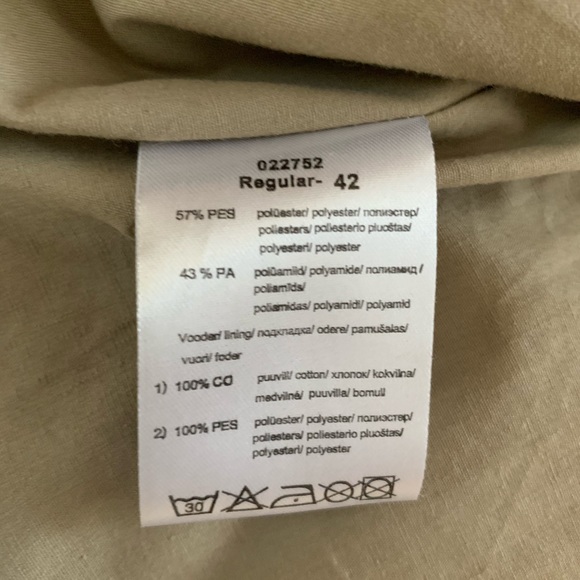 022752
Regular- 42
57% PES polüester/ polyester/ полиэстер/
poliesters/ poliesterio pluoštas/
polyesteri/ polyester
43 % PA polüamiid/ polyamide/ полиамид /
poliamīds/
poliamidas/ polyamidi/ polyamid
Vooder/ lining/ подкладка/ odere/ pamušalas/
vuori/ foder
1) 100% CO puuvill/ cotton/ хлопок/ kokvilna/
medvilnė/ puuvilla/ bomull
2) 100% PES polüester/ polyester/ полиэстер/
poliesters/ poliesterio pluoštas/
polyesteri/ polyester
30